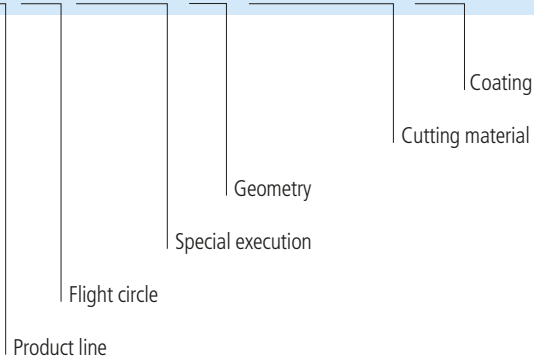 Coating
Cutting material
Geometry
Special execution
Flight circle
Product line